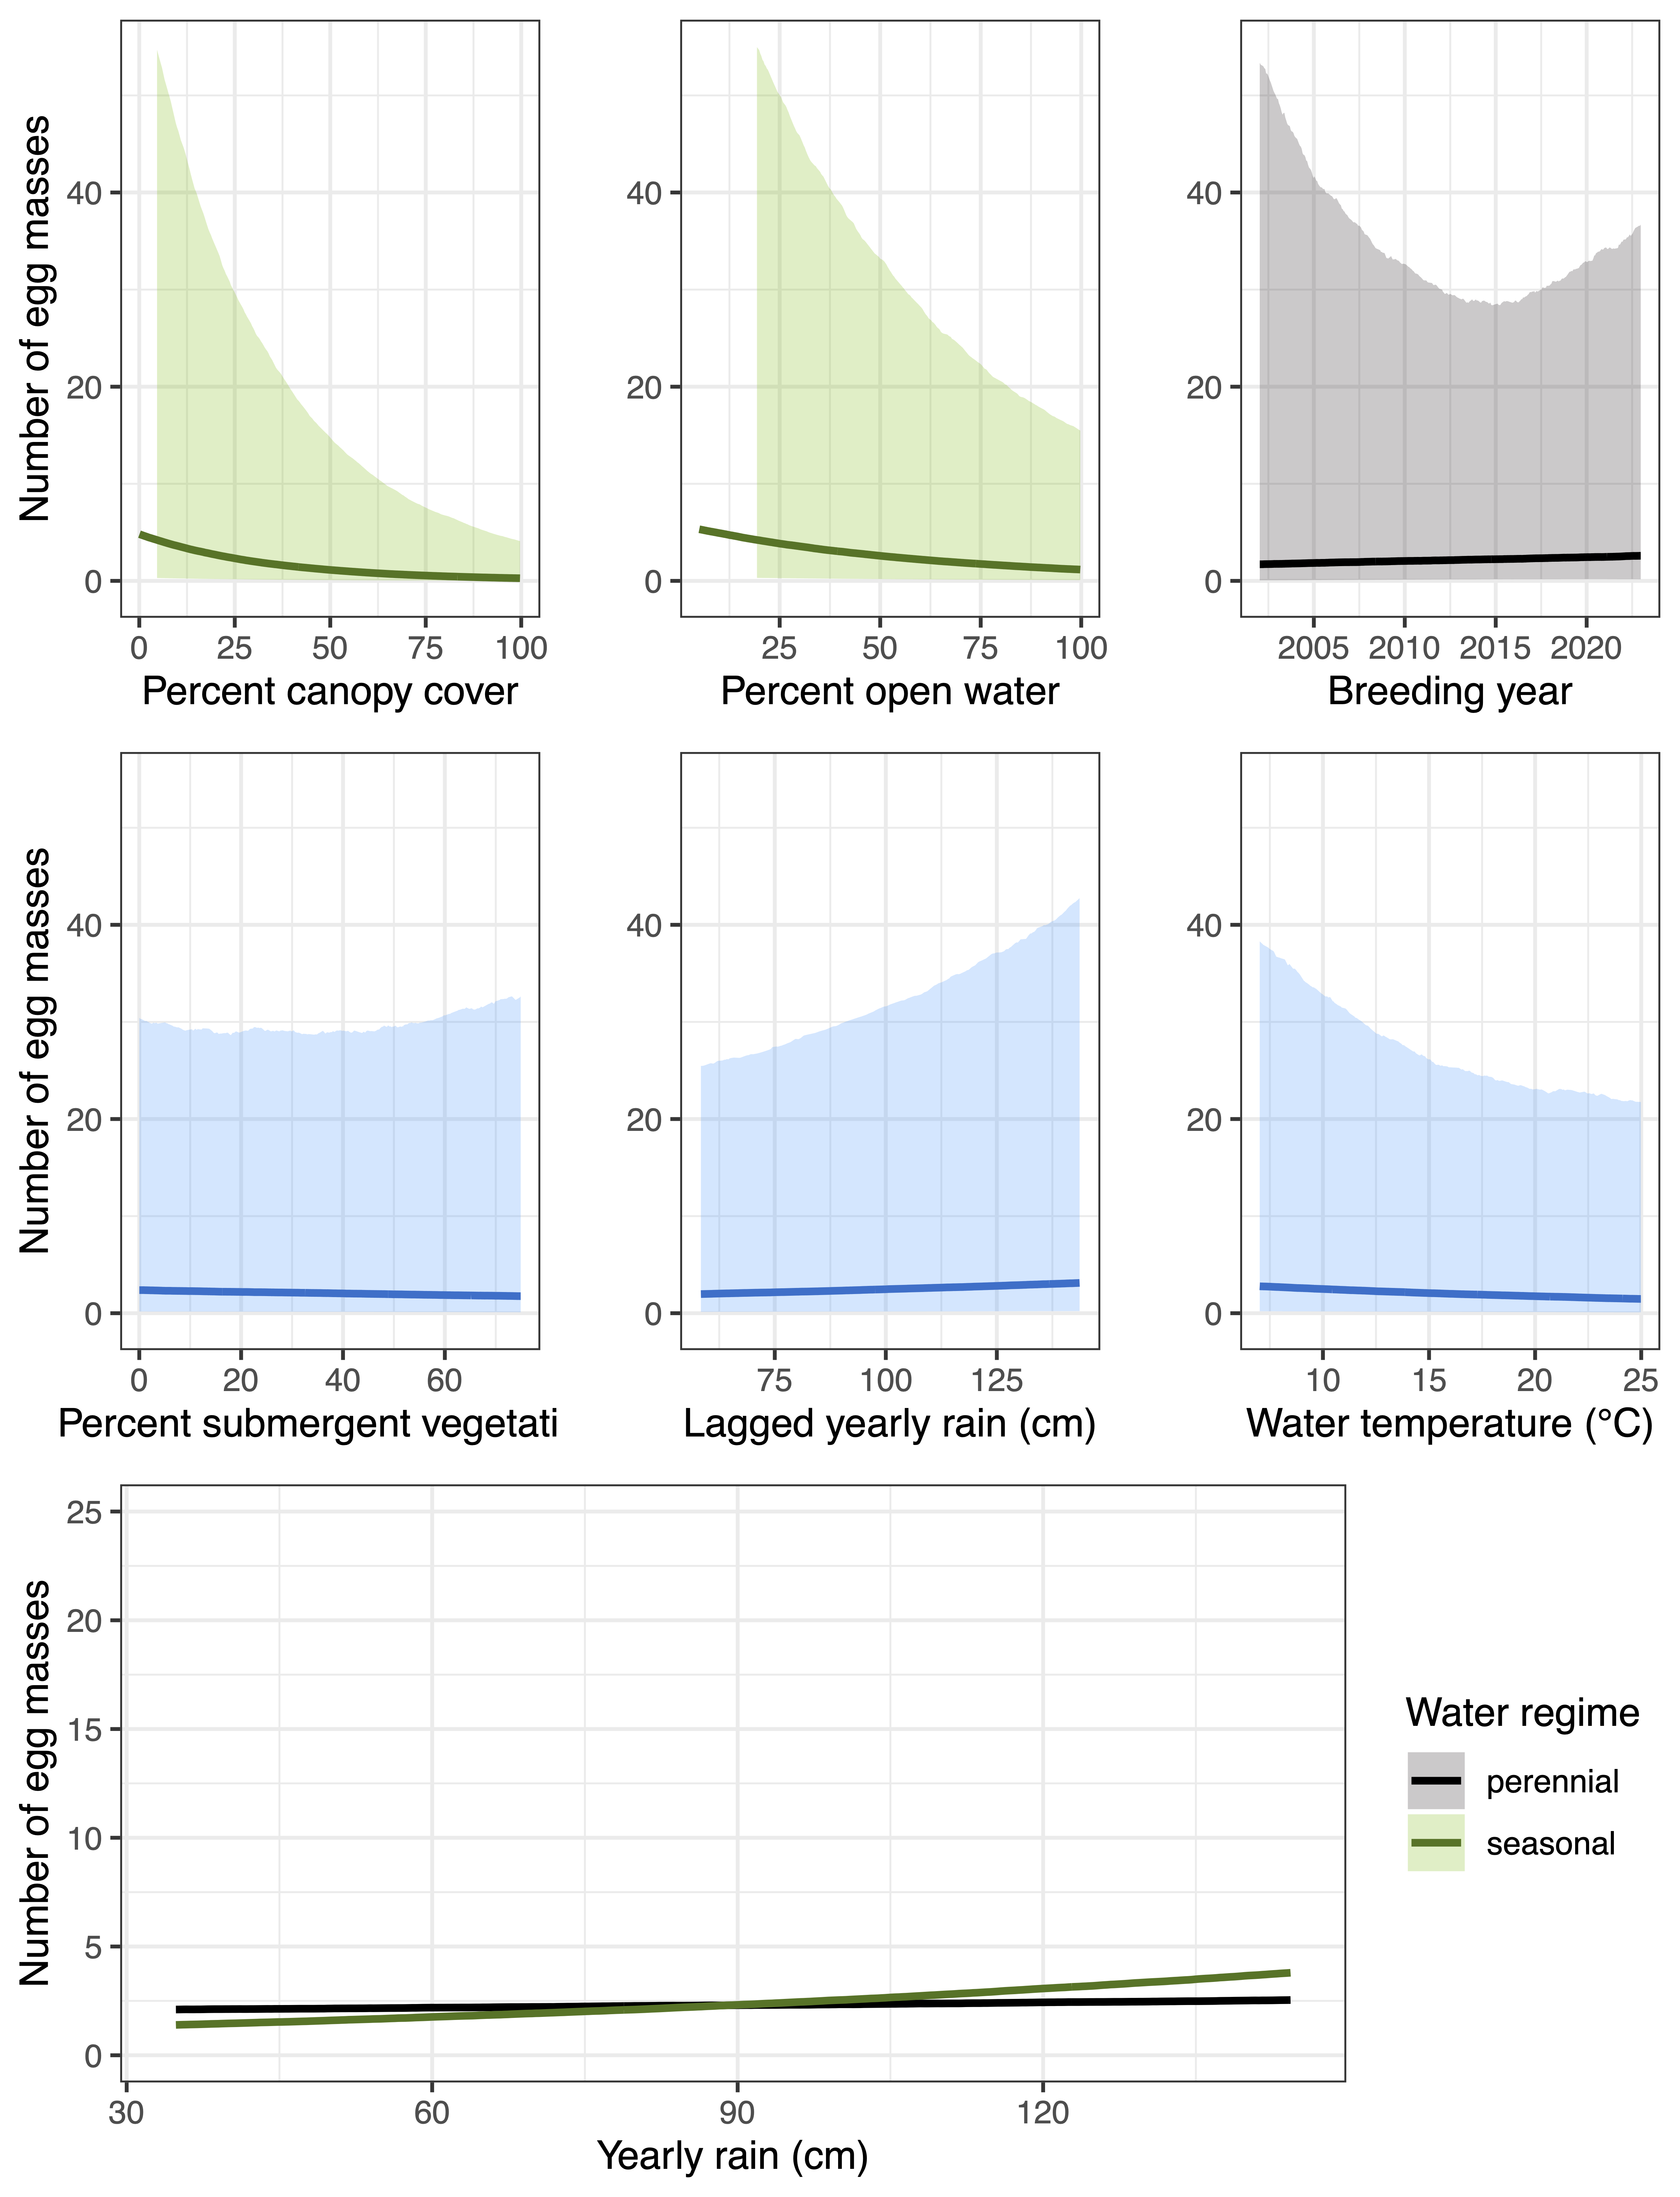 Number of egg masses
40
20
0
0 25 50 75 100
Percent canopy cover
40
20
0
25 50 75 100
Percent open water
40
20
0
2005 2010 2015 2020
Breeding year
Number of egg masses
40
20
0
0 20 40 60
Percent submergent vegetati
40
20
0
75 100 125
Lagged yearly rain (cm)
40
20
0
10 15 20 25
Water temperature (°C)
Number of egg masses
25
20
15
10
5
0
30 60 90 120
Yearly rain (cm)
Water regime
perennial
seasonal